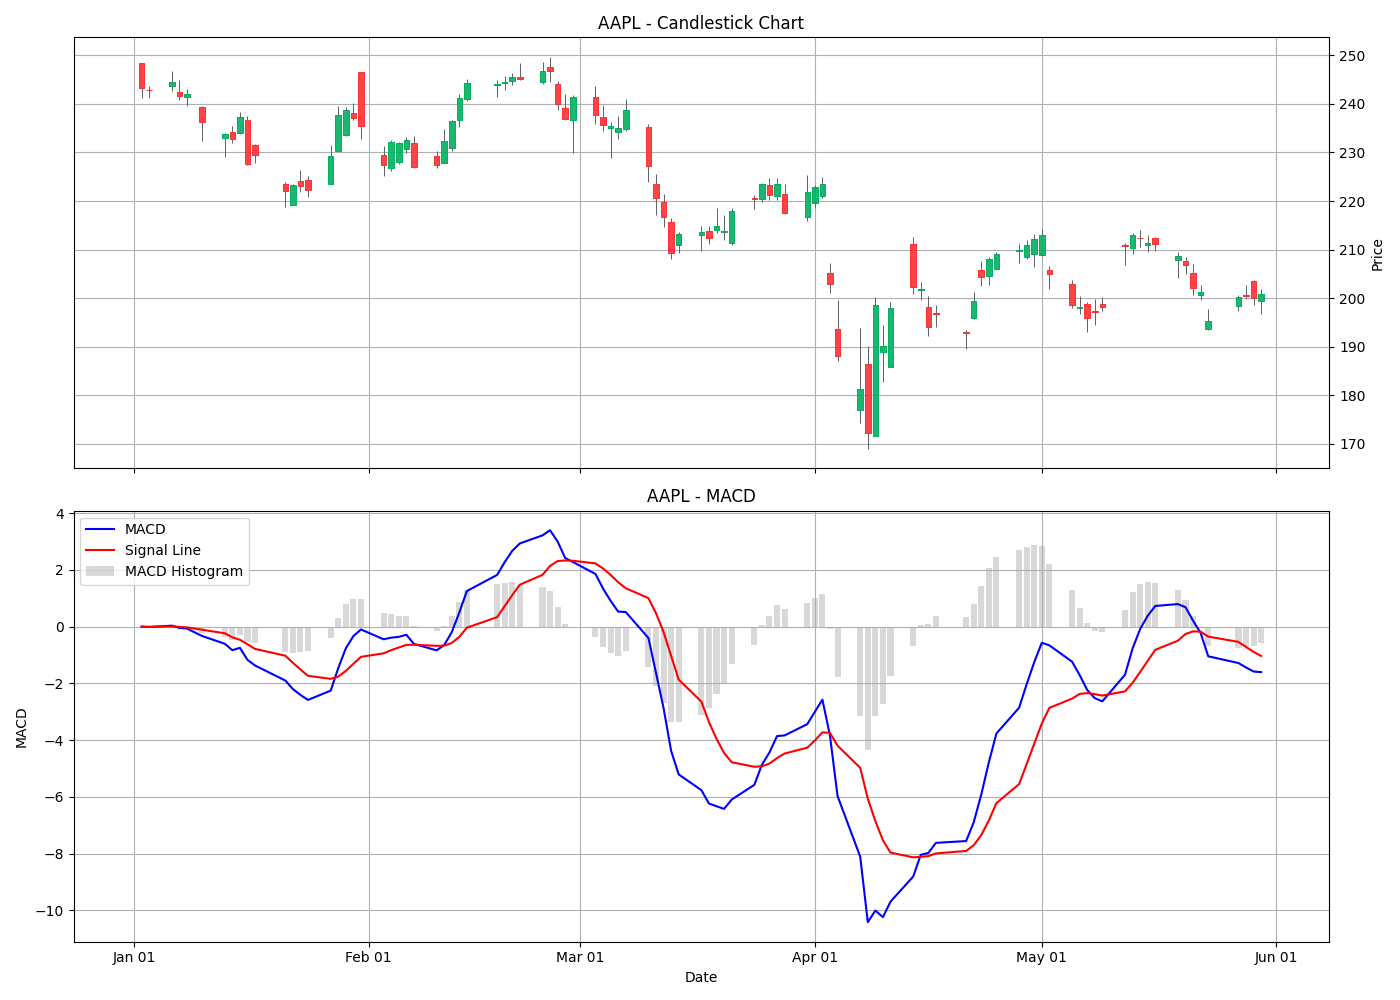 AAPL - Candlestick Chart
250
240
230
220
210
200
190
180
170
Price
AAPL - MACD
MACD
Signal Line
MACD Histogram
4
2
0
−2
−4
−6
−8
−10
MACD
Jan 01
Feb 01
Mar 01
Apr 01
May 01
Jun 01
Date